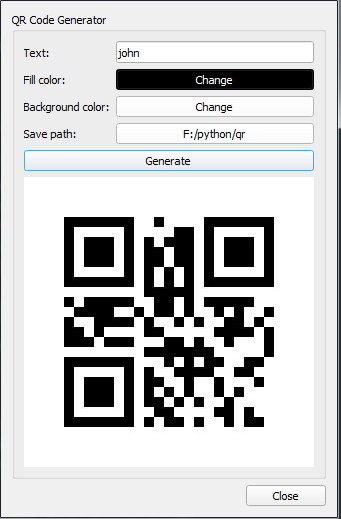 QR Code Generator
Text: john
Fill color: Change
Background color: Change
Save path: F:/python/qr
Generate
Close